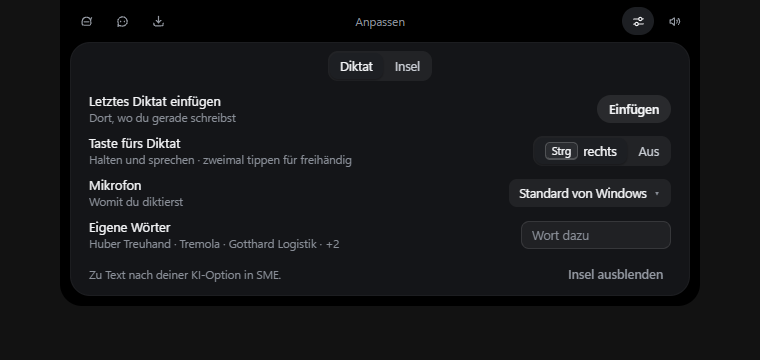 Anpassen
Diktat Insel
Letztes Diktat einfügen
Dort, wo du gerade schreibst
Einfügen
Taste fürs Diktat
Halten und sprechen · zweimal tippen für freihändig
Strg rechts Aus
Mikrofon
Womit du diktierst
Standard von Windows
Eigene Wörter
Huber Treuhand · Tremola · Gotthard Logistik · +2
Wort dazu
Zu Text nach deiner KI-Option in SME.
Insel ausblenden